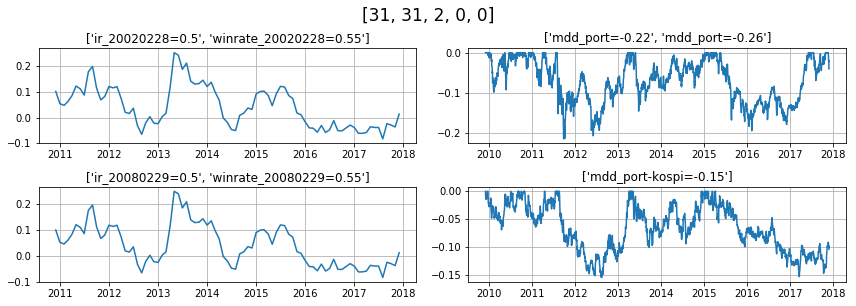 [31, 31, 2, 0, 0]
['ir_20020228=0.5', 'winrate_20020228=0.55']
0.2
0.1
0.0
−0.1
2011 2012 2013 2014 2015 2016 2017 2018
['mdd_port=-0.22', 'mdd_port=-0.26']
0.0
−0.1
−0.2
2010 2011 2012 2013 2014 2015 2016 2017 2018
['ir_20080229=0.5', 'winrate_20080229=0.55']
0.2
0.1
0.0
−0.1
2011 2012 2013 2014 2015 2016 2017 2018
['mdd_port-kospi=-0.15']
0.00
−0.05
−0.10
−0.15
2010 2011 2012 2013 2014 2015 2016 2017 2018